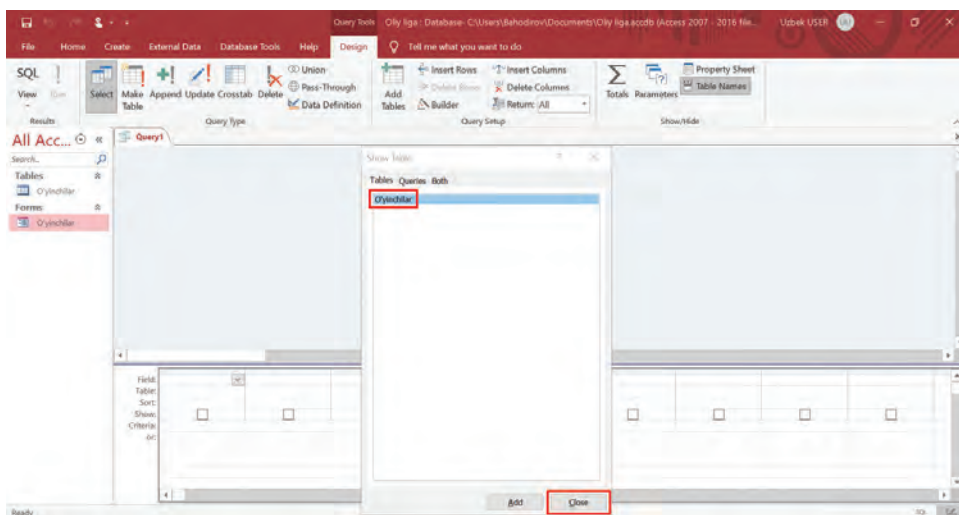 Query Tools
Oliy liga : Database- C:\Users\Bahodirov\Documents\Oliy liga.accdb (Access 2007 - 2016 file...
Uzbek USER
UU
File Home Create External Data Database Tools Help Design Tell me what you want to do
SQL
View
Results
Select
Make Table
Append
Update
Crosstab
Delete
Union
Pass-Through
Data Definition
Query Type
Add Tables
Insert Rows
Delete Rows
Builder
Insert Columns
Delete Columns
Return: All
Query Setup
Totals
Parameters
Property Sheet
Table Names
Show/Hide
All Acc...
Search..
Tables
O'yinchilar
Forms
O'yinchilar
Query1
Show Table
Tables Queries Both
O'yinchilar
Add
Close
Field:
Table:
Sort:
Show:
Criteria:
or:
Ready